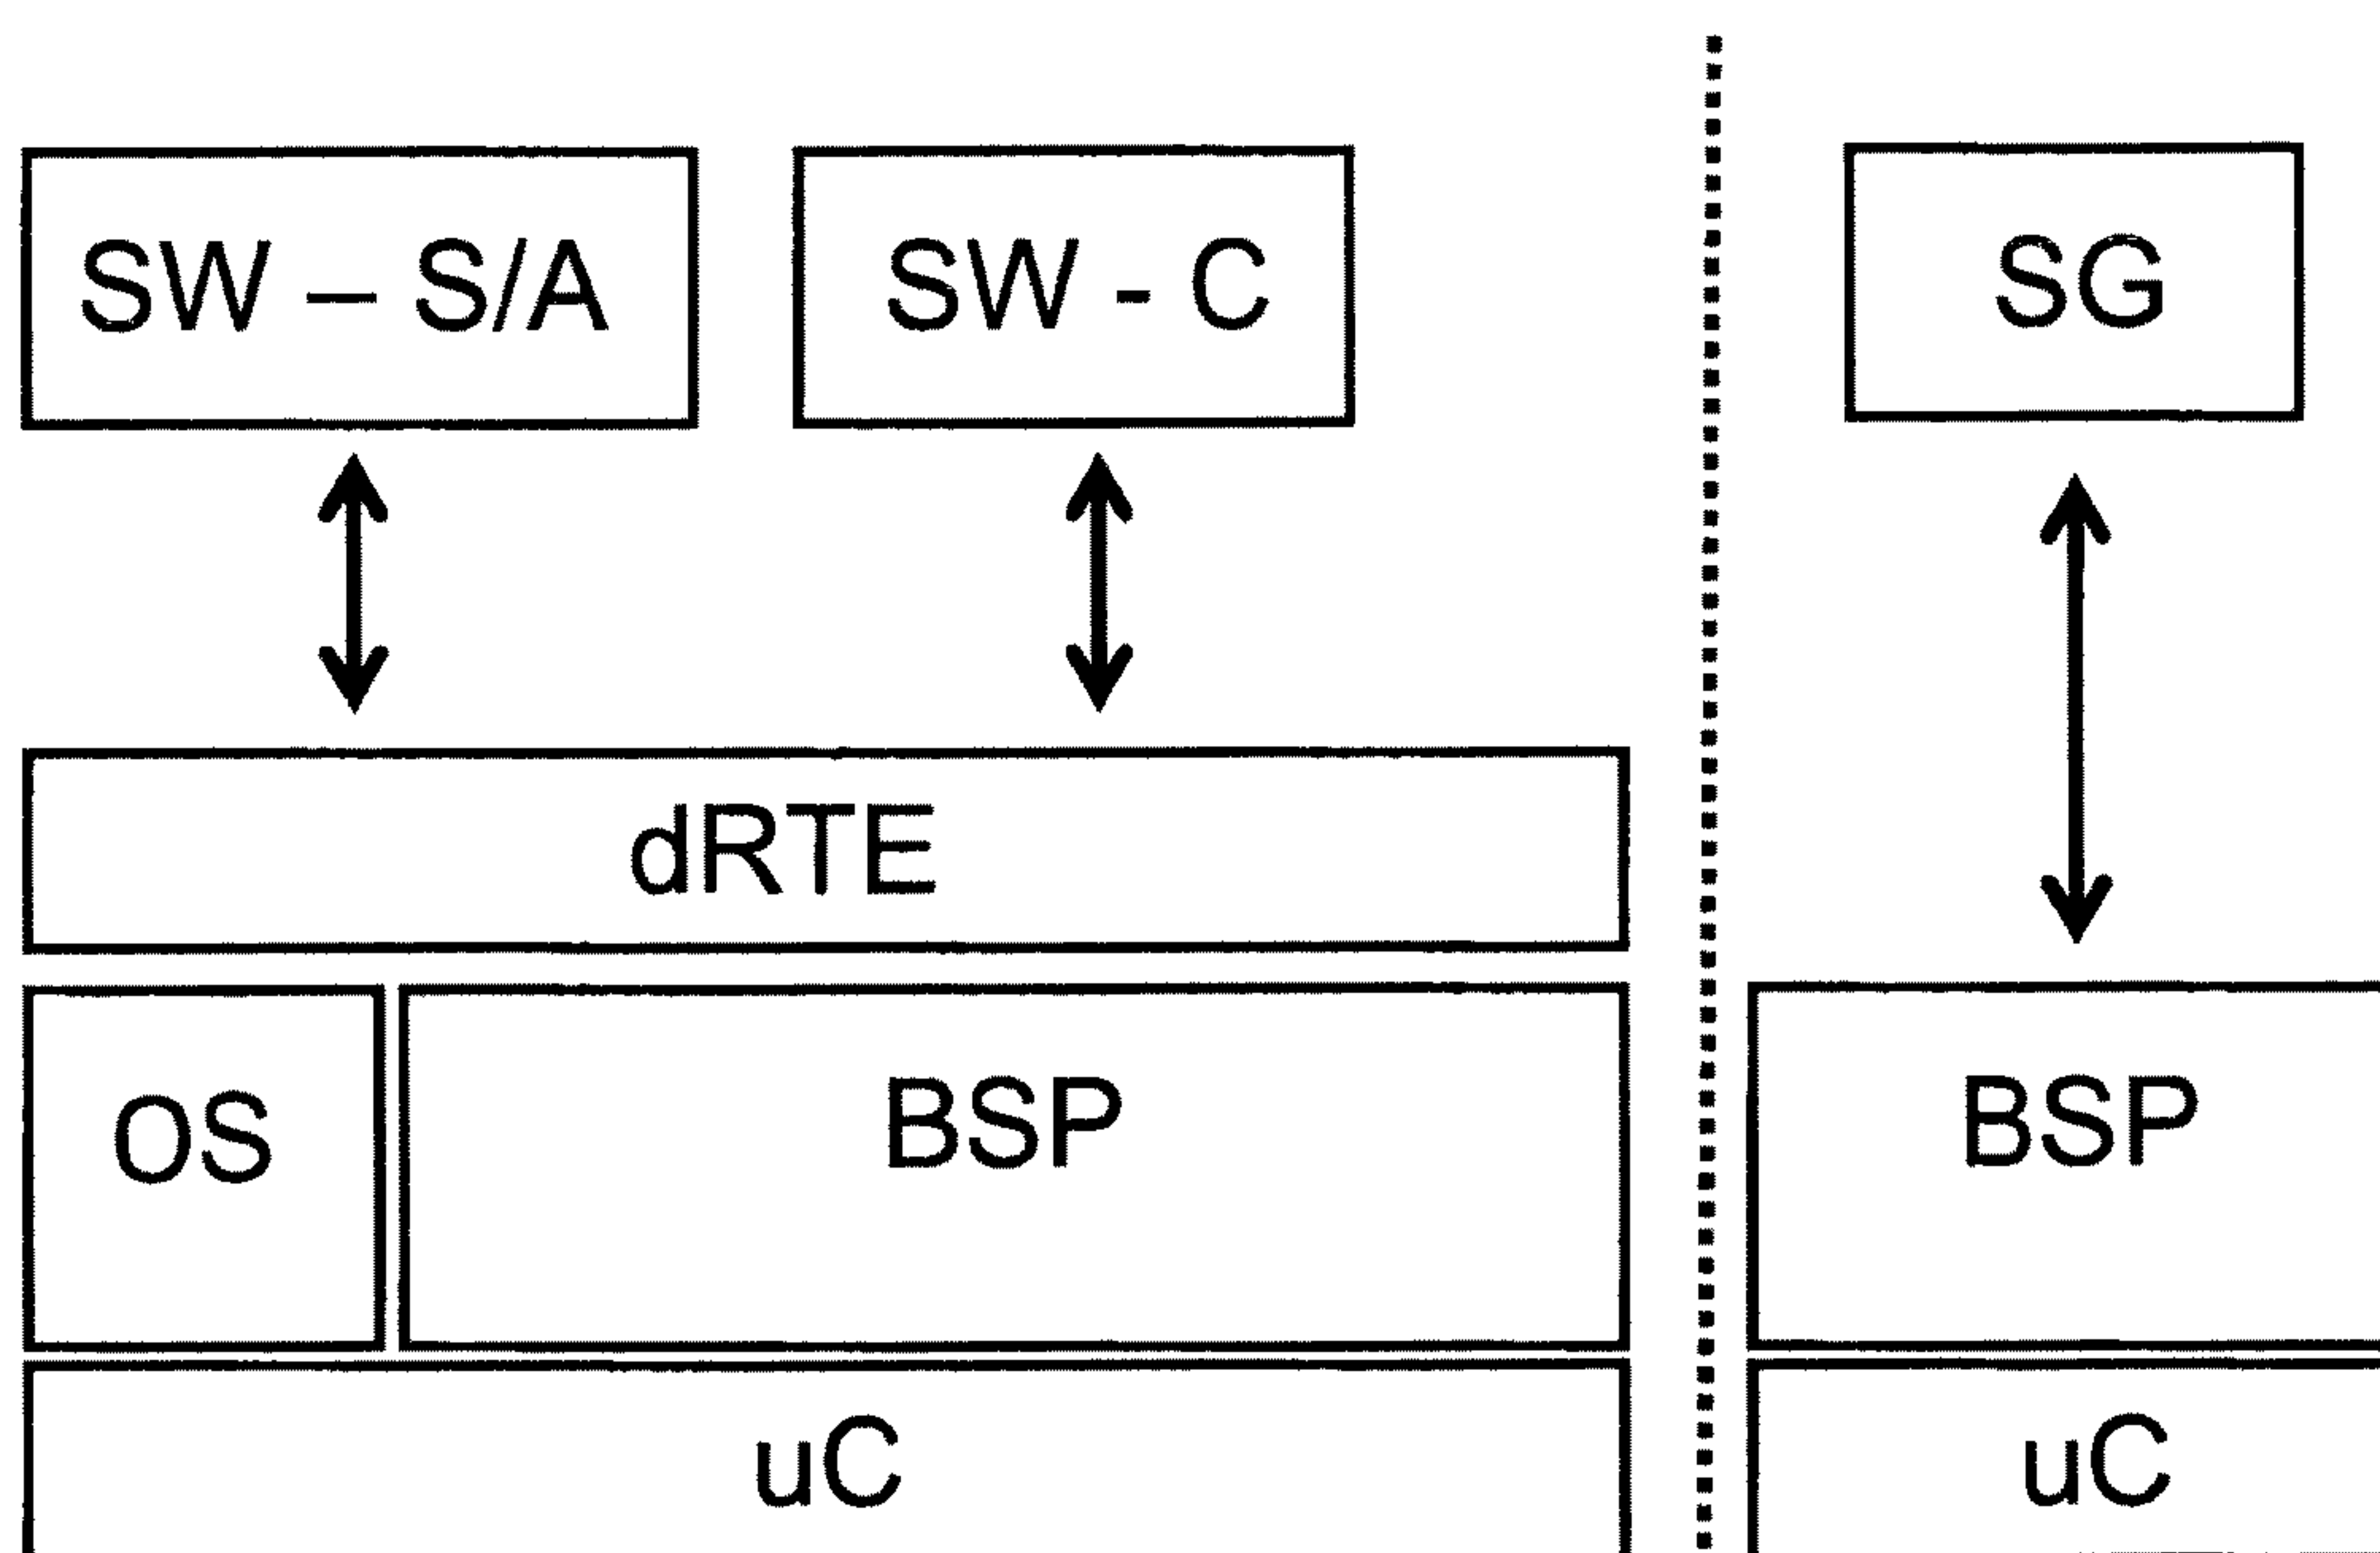 SW – S/A
SW - C
SG
dRTE
OS
BSP
BSP
uC
uC